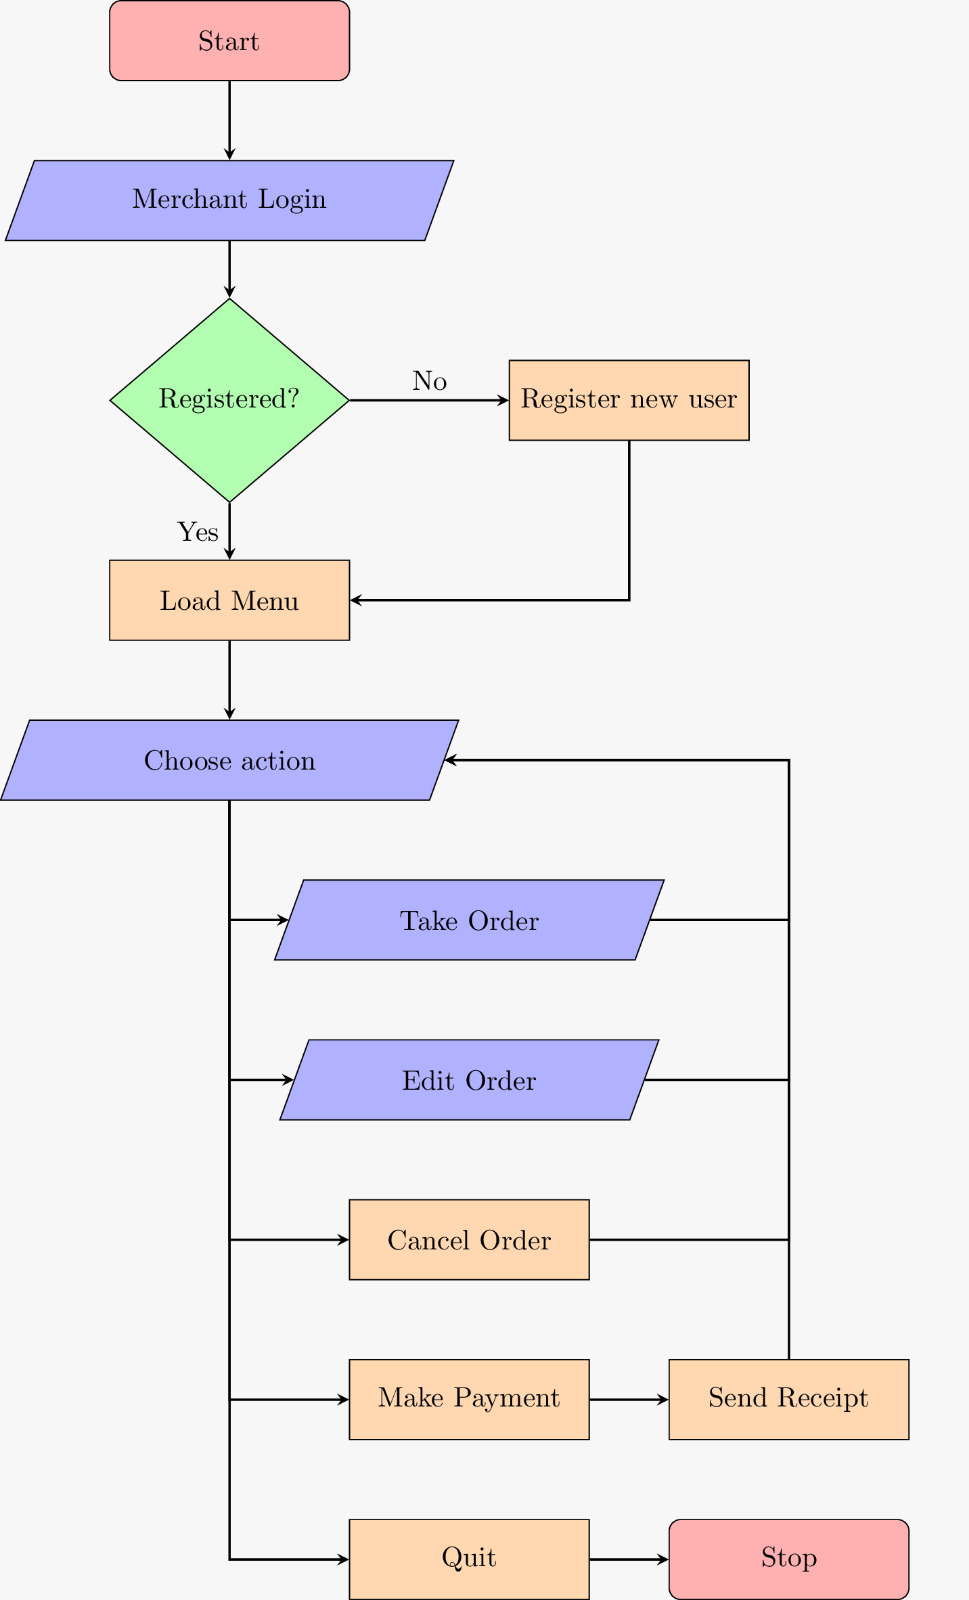 Start
Merchant Login
Registered?
No
Register new user
Yes
Load Menu
Choose action
Take Order
Edit Order
Cancel Order
Make Payment
Send Receipt
Quit
Stop